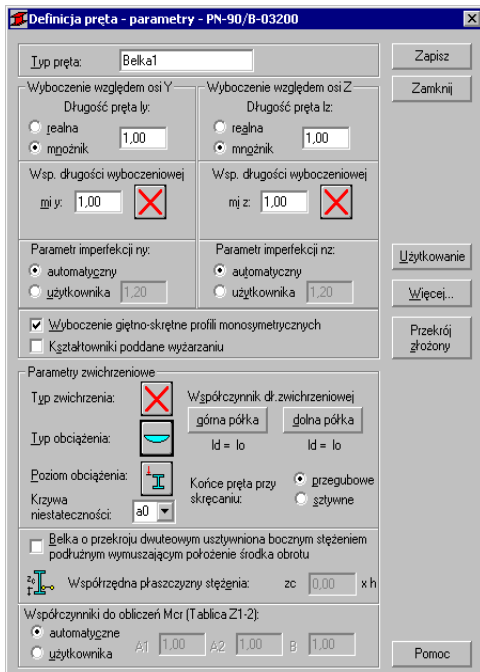 Definicja pręta - parametry - PN-90/B-03200
Typ pręta: Belka1
Zapisz
Zamknij
Wyboczenie względem osi Y
Długość pręta ly:
realna
mnożnik
1,00
Wsp. długości wyboczeniowej
mi y: 1,00
Parametr imperfekcji ny:
automatyczny
użytkownika 1,20
Wyboczenie względem osi Z
Długość pręta lz:
realna
mnożnik
1,00
Wsp. długości wyboczeniowej
mi z: 1,00
Parametr imperfekcji nz:
automatyczny
użytkownika 1,20
Użytkowanie
Więcej...
Przekrój
złożony
Wyboczenie giętno-skrętne profili monosymetrycznych
Kształtowniki poddane wyżarzaniu
Parametry zwichrzeniowe
Typ zwichrzenia:
Typ obciążenia:
Poziom obciążenia:
Krzywa
niestateczności: a0
Współczynnik dł.zwichrzeniowej
górna półka dolna półka
ld = lo ld = lo
Końce pręta przy
skręcaniu:
przegubowe
sztywne
Belka o przekroju dwuteowym usztywniona bocznym stężeniem
podłużnym wymuszającym położenie środka obrotu
zc
Współrzędna płaszczyzny stężenia: zc 0,00 x h
Współczynniki do obliczeń Mcr (Tablica Z1-2):
automatyczne
użytkownika A1 1,00 A2 1,00 B 1,00
Pomoc